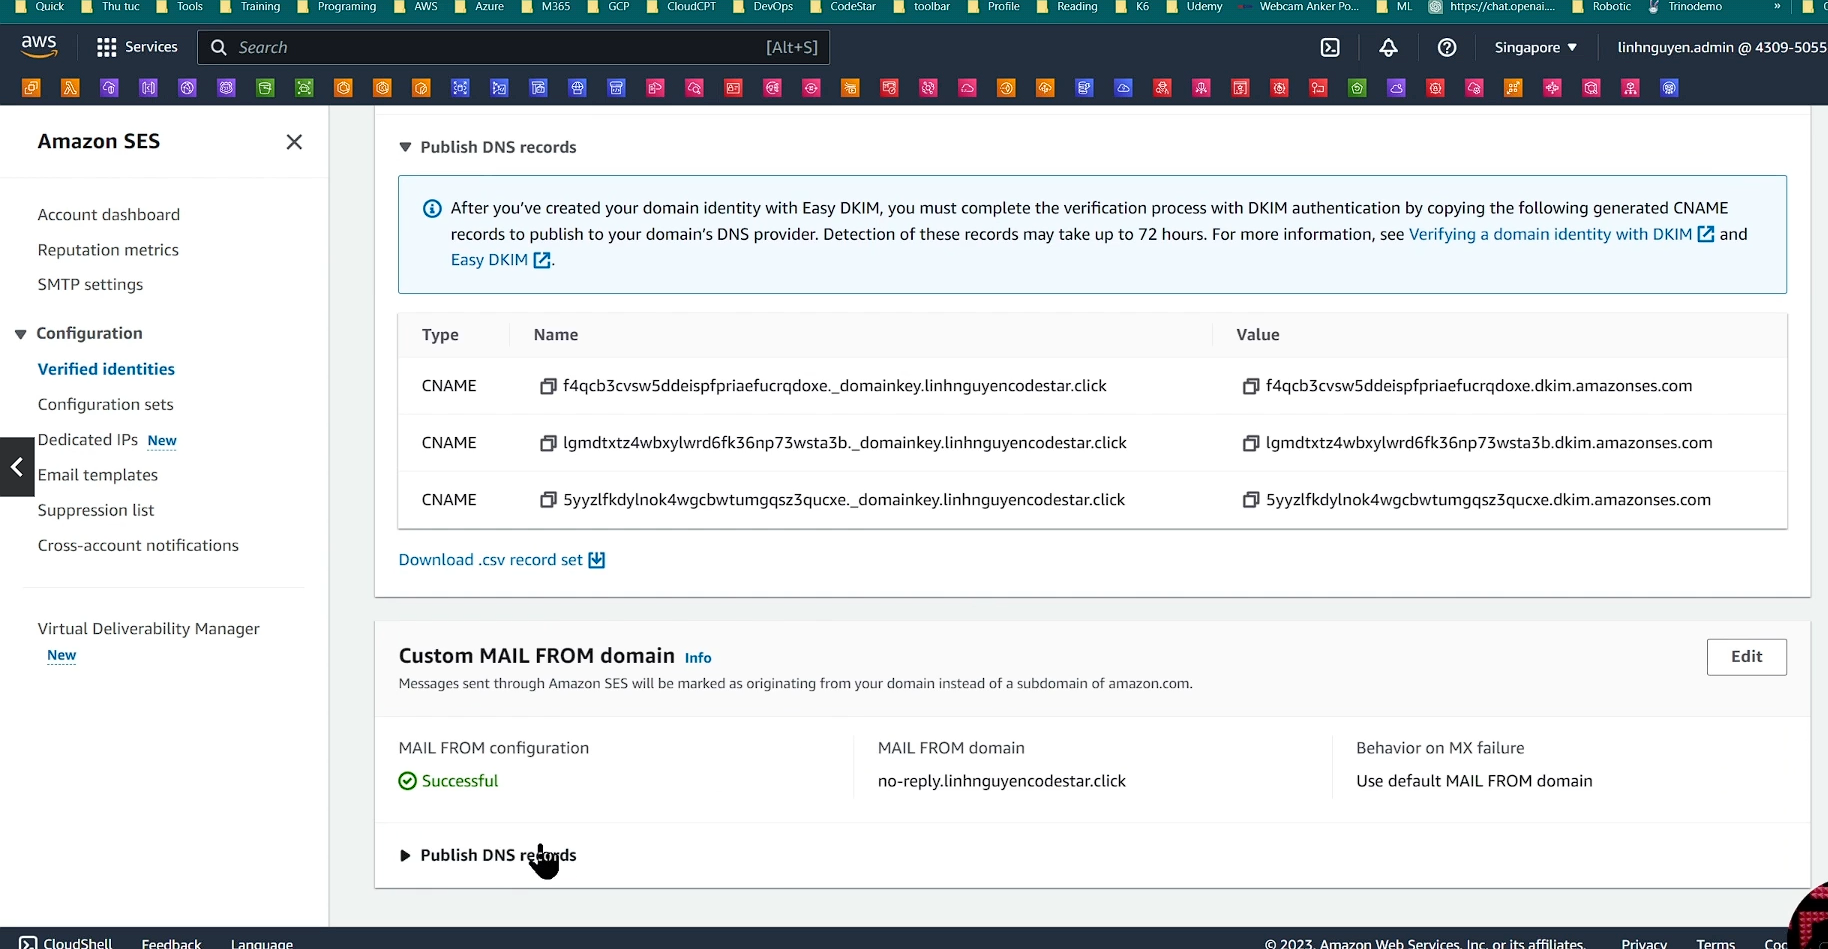 Quick Thu tuc Tools Training Programing AWS Azure M365 GCP CloudCPT DevOps CodeStar toolbar Profile Reading K6 Udemy Webcam Anker Po... ML https://chat.openai.... Robotic Trinodemo »
aws Services Search [Alt+S] Singapore ▼ linhnguyen.admin @ 4309-5055
Amazon SES
Account dashboard
Reputation metrics
SMTP settings
Configuration
Verified identities
Configuration sets
Dedicated IPs New
Email templates
Suppression list
Cross-account notifications
Virtual Deliverability Manager
New
Publish DNS records
After you've created your domain identity with Easy DKIM, you must complete the verification process with DKIM authentication by copying the following generated CNAME
records to publish to your domain's DNS provider. Detection of these records may take up to 72 hours. For more information, see Verifying a domain identity with DKIM and
Easy DKIM .
Type Name Value
CNAME f4qcb3cvsw5ddeispfpriaefucrqdoxe._domainkey.linhnguyencodestar.click f4qcb3cvsw5ddeispfpriaefucrqdoxe.dkim.amazonses.com
CNAME lgmdtxtz4wbxylwrd6fk36np73wsta3b._domainkey.linhnguyencodestar.click lgmdtxtz4wbxylwrd6fk36np73wsta3b.dkim.amazonses.com
CNAME 5yyzlfkdylnok4wgcbwtumgqsz3qucxe._domainkey.linhnguyencodestar.click 5yyzlfkdylnok4wgcbwtumgqsz3qucxe.dkim.amazonses.com
Download .csv record set
Custom MAIL FROM domain Info
Edit
Messages sent through Amazon SES will be marked as originating from your domain instead of a subdomain of amazon.com.
MAIL FROM configuration MAIL FROM domain Behavior on MX failure
Successful no-reply.linhnguyencodestar.click Use default MAIL FROM domain
Publish DNS records
CloudShell Feedback Language © 2023, Amazon Web Services, Inc. or its affiliates. Privacy Terms